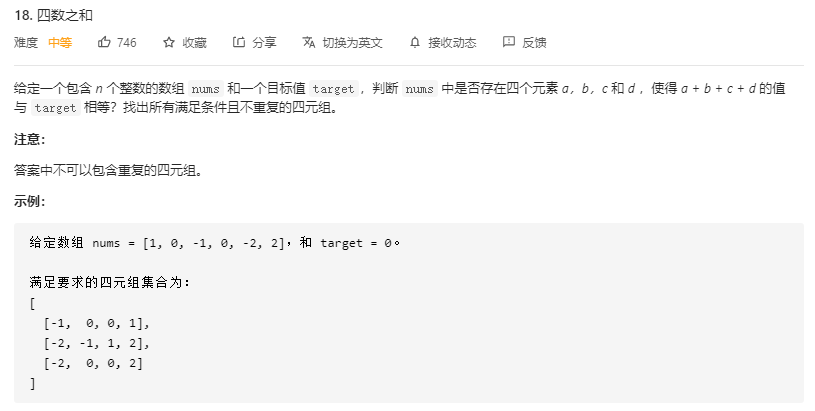 18. 四数之和
难度 中等 746 收藏 分享 切换为英文 接收动态 反馈
给定一个包含 n 个整数的数组 nums 和一个目标值 target，判断 nums 中是否存在四个元素 a，b，c 和 d ，使得 a + b + c + d 的值
与 target 相等？找出所有满足条件且不重复的四元组。
注意：
答案中不可以包含重复的四元组。
示例：
给定数组 nums = [1, 0, -1, 0, -2, 2]，和 target = 0。
满足要求的四元组集合为：
[
[-1,  0, 0, 1],
[-2, -1, 1, 2],
[-2,  0, 0, 2]
]